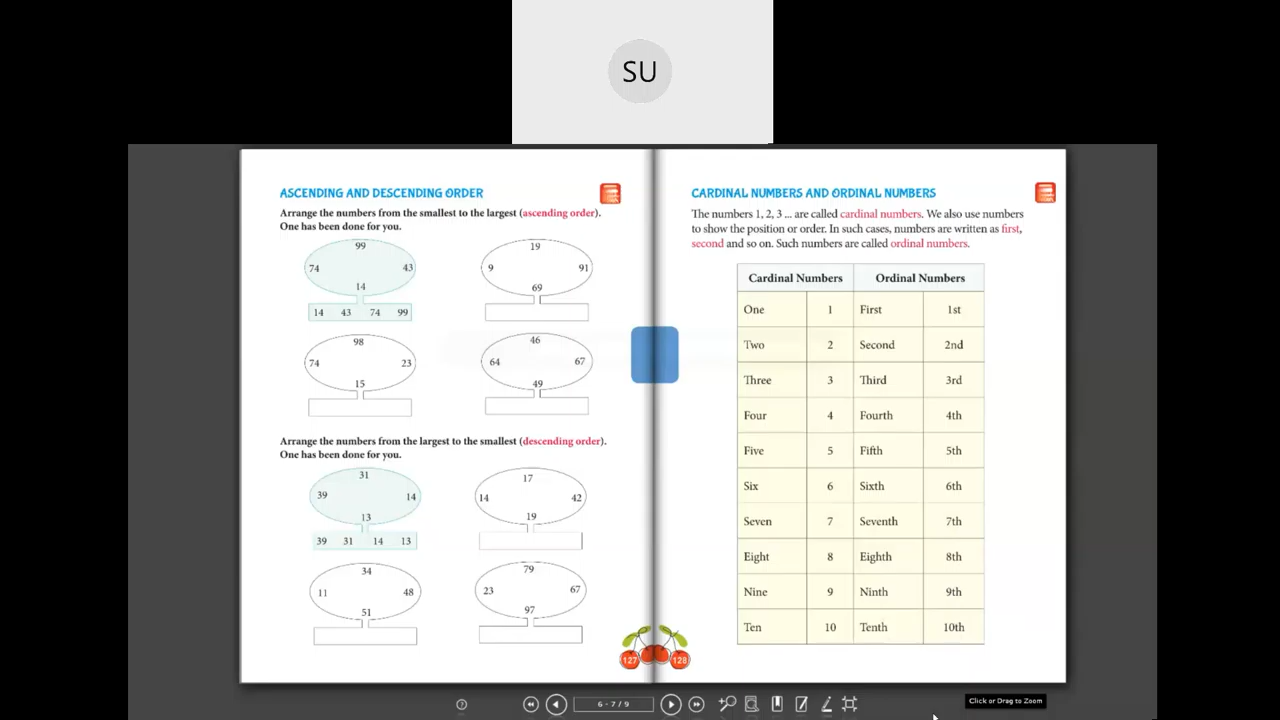 SU
ASCENDING AND DESCENDING ORDER
Arrange the numbers from the smallest to the largest (ascending order).
One has been done for you.
99
74 43
14
14 43 74 99
19
9 91
69
98
74 23
15
46
64 67
49
Arrange the numbers from the largest to the smallest (descending order).
One has been done for you.
31
39 14
13
39 31 14 13
17
14 42
19
34
11 48
51
79
23 67
97
127
CARDINAL NUMBERS AND ORDINAL NUMBERS
The numbers 1, 2, 3 ... are called cardinal numbers. We also use numbers
to show the position or order. In such cases, numbers are written as first,
second and so on. Such numbers are called ordinal numbers.
Cardinal Numbers Ordinal Numbers
One 1 First 1st
Two 2 Second 2nd
Three 3 Third 3rd
Four 4 Fourth 4th
Five 5 Fifth 5th
Six 6 Sixth 6th
Seven 7 Seventh 7th
Eight 8 Eighth 8th
Nine 9 Ninth 9th
Ten 10 Tenth 10th
128
6 - 7 / 9
Click or Drag to Zoom